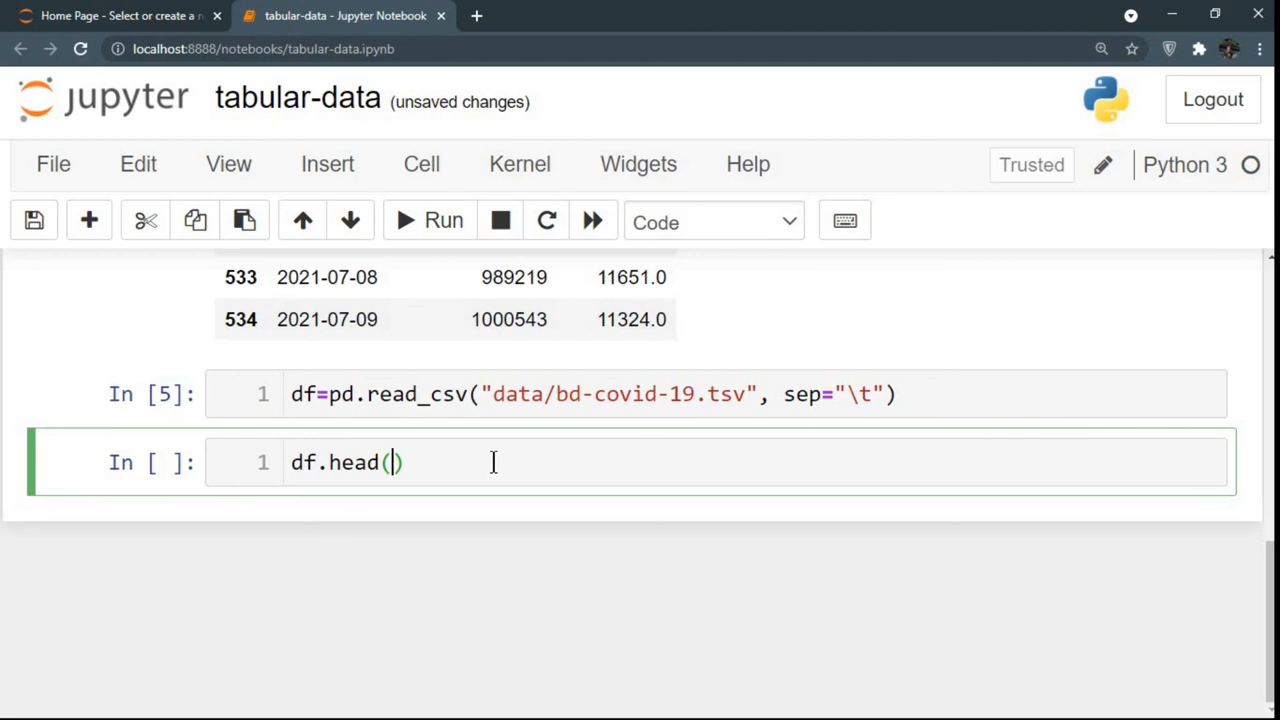 Home Page - Select or create a n
tabular-data - Jupyter Notebook
localhost:8888/notebooks/tabular-data.ipynb
jupyter tabular-data (unsaved changes) Logout
File Edit View Insert Cell Kernel Widgets Help Trusted Python 3
Run Code
533 2021-07-08 989219 11651.0
534 2021-07-09 1000543 11324.0
In [5]: 1 df=pd.read_csv("data/bd-covid-19.tsv", sep="\t")
In [ ]: 1 df.head()